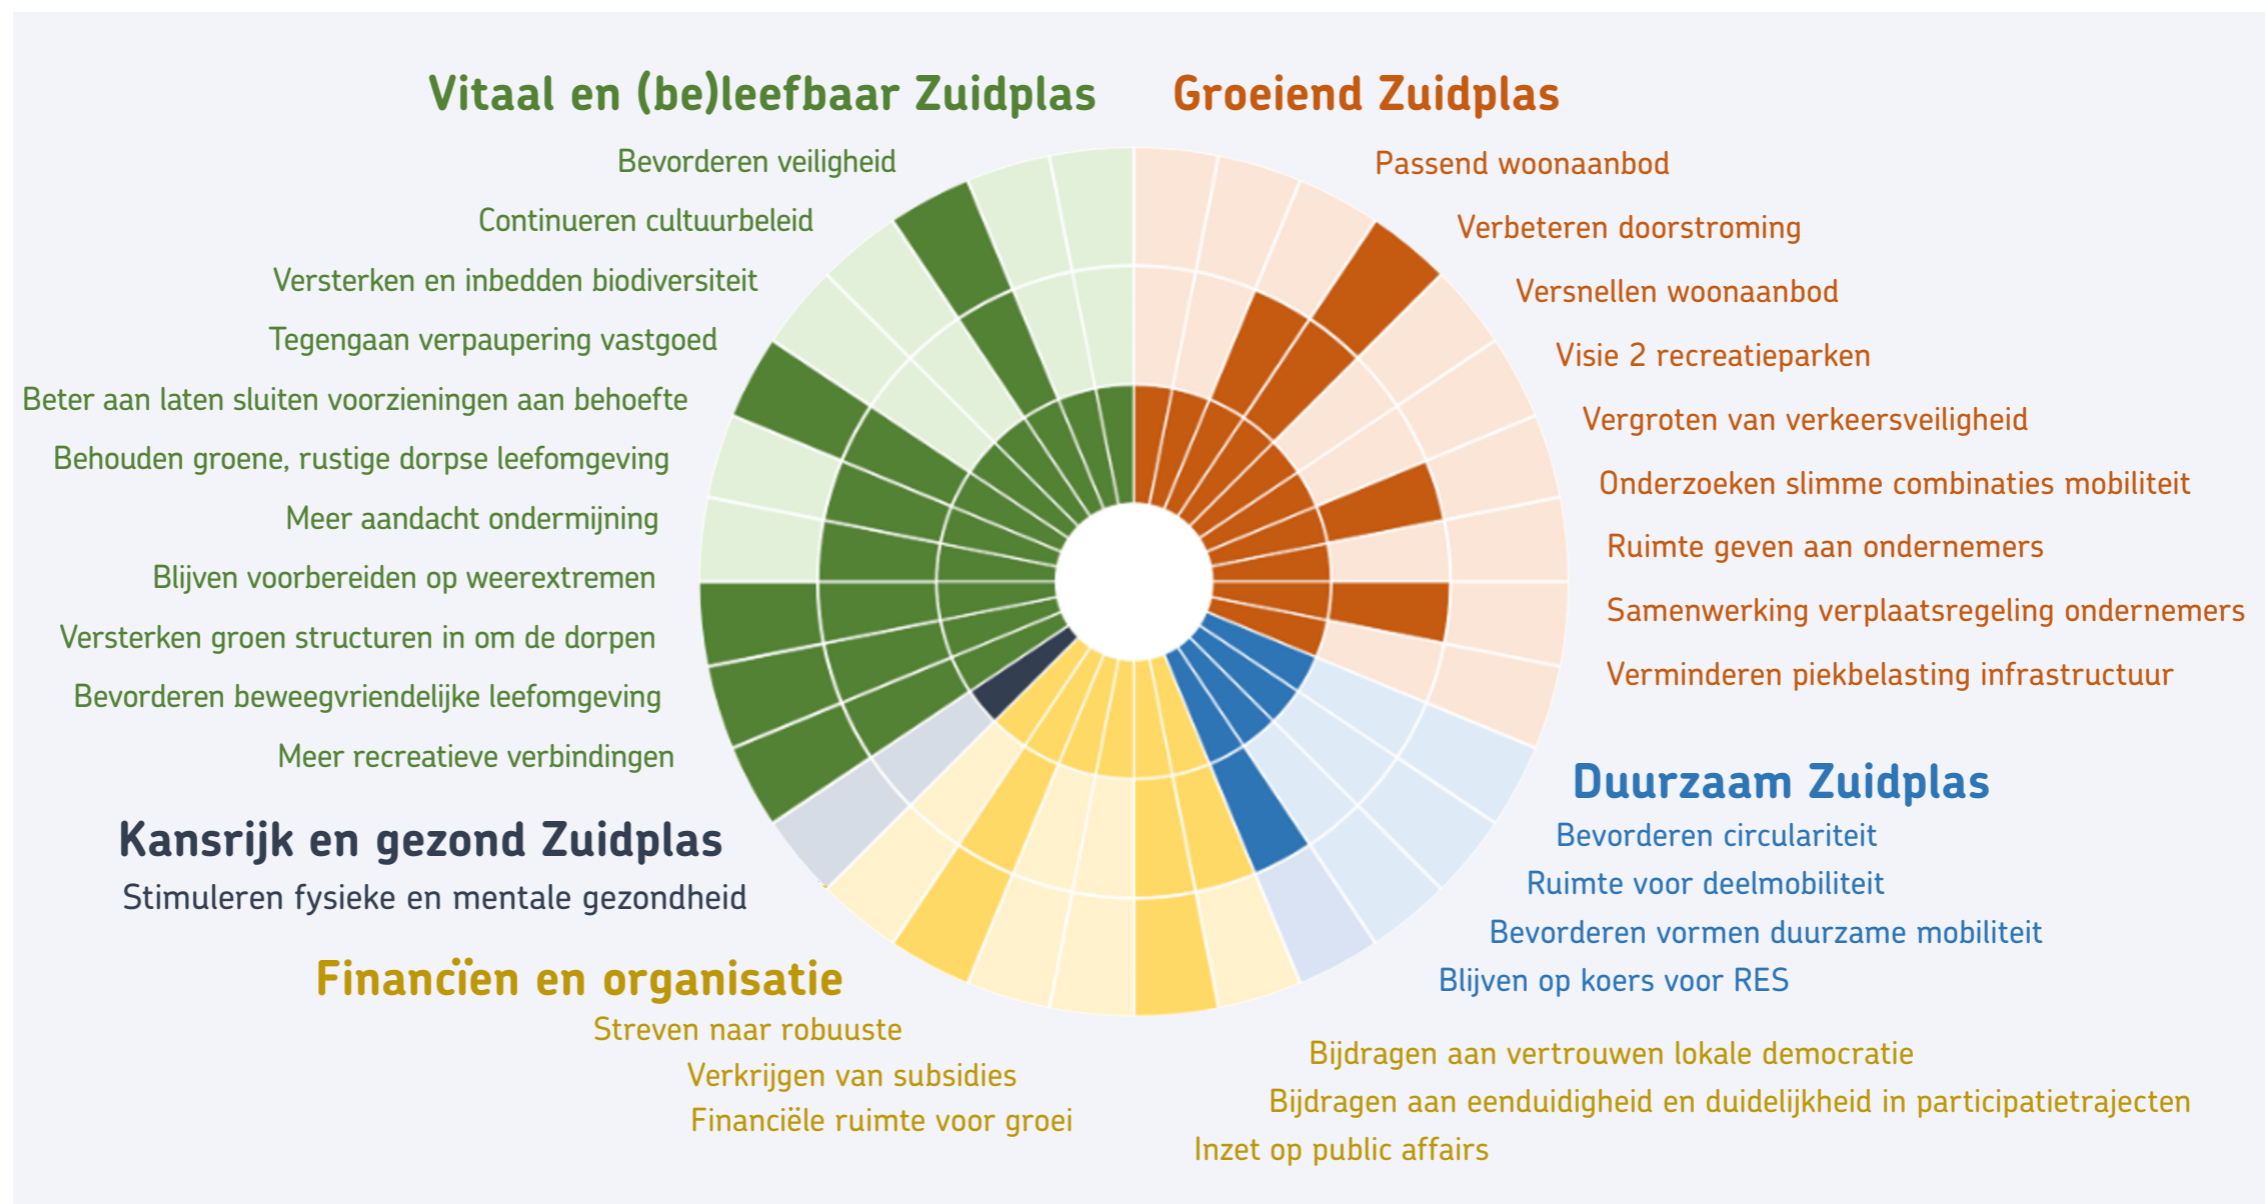 Vitaal en (be)leefbaar Zuidplas
Bevorderen veiligheid
Continueren cultuurbeleid
Versterken en inbedden biodiversiteit
Tegengaan verpaupering vastgoed
Beter aan laten sluiten voorzieningen aan behoefte
Behouden groene, rustige dorpse leefomgeving
Meer aandacht ondermijning
Blijven voorbereiden op weerextremen
Versterken groen structuren in om de dorpen
Bevorderen beweegvriendelijke leefomgeving
Meer recreatieve verbindingen
Kansrijk en gezond Zuidplas
Stimuleren fysieke en mentale gezondheid
Financïen en organisatie
Streven naar robuuste
Verkrijgen van subsidies
Financiële ruimte voor groei
Groeiend Zuidplas
Passend woonaanbod
Verbeteren doorstroming
Versnellen woonaanbod
Visie 2 recreatieparken
Vergroten van verkeersveiligheid
Onderzoeken slimme combinaties mobiliteit
Ruimte geven aan ondernemers
Samenwerking verplaatsregeling ondernemers
Verminderen piekbelasting infrastructuur
Duurzaam Zuidplas
Bevorderen circulariteit
Ruimte voor deelmobiliteit
Bevorderen vormen duurzame mobiliteit
Blijven op koers voor RES
Bijdragen aan vertrouwen lokale democratie
Bijdragen aan eenduidigheid en duidelijkheid in participatietrajecten
Inzet op public affairs